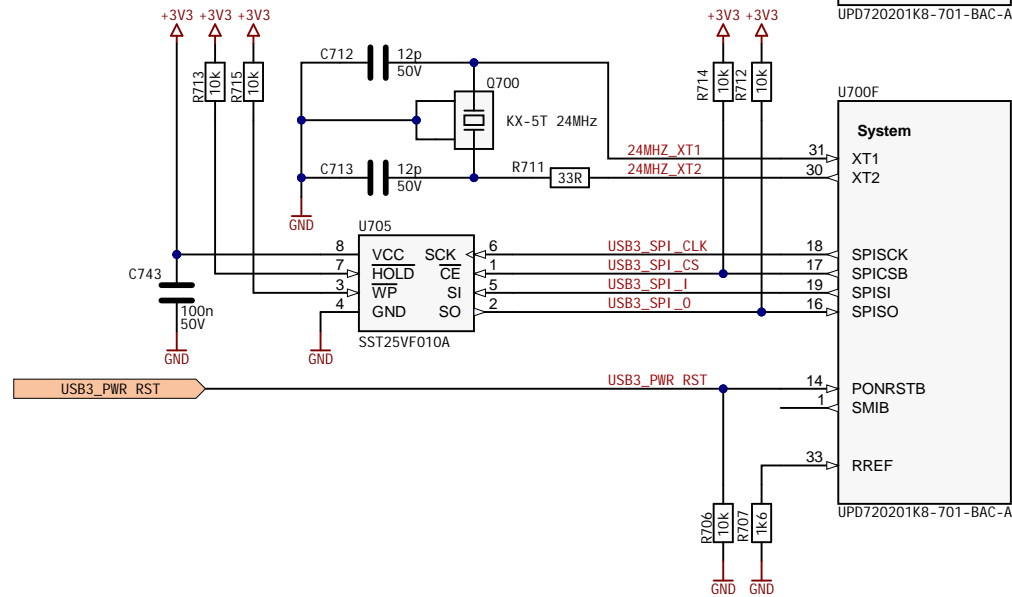 UPD720201K8-701-BAC-A
+3V3 +3V3 +3V3
+3V3 +3V3
R713 10k
R715 10k
C712 12p
50V
Q700
KX-5T 24MHz
R714 10k
R712 10k
U700F
System
24MHZ_XT1 31 XT1
C713 12p
50V
R711 33R
24MHZ_XT2 30 XT2
GND
U705
8 VCC SCK 6 USB3_SPI_CLK 18 SPISCK
7 HOLD CE 1 USB3_SPI_CS 17 SPICSB
3 WP SI 5 USB3_SPI_I 19 SPISI
4 GND SO 2 USB3_SPI_O 16 SPISO
SST25VF010A
C743
100n
50V
GND
GND
USB3_PWR RST
USB3_PWR RST 14 PONRSTB
1 SMIB
33 RREF
R706 10k
R707 1k6
UPD720201K8-701-BAC-A
GND GND